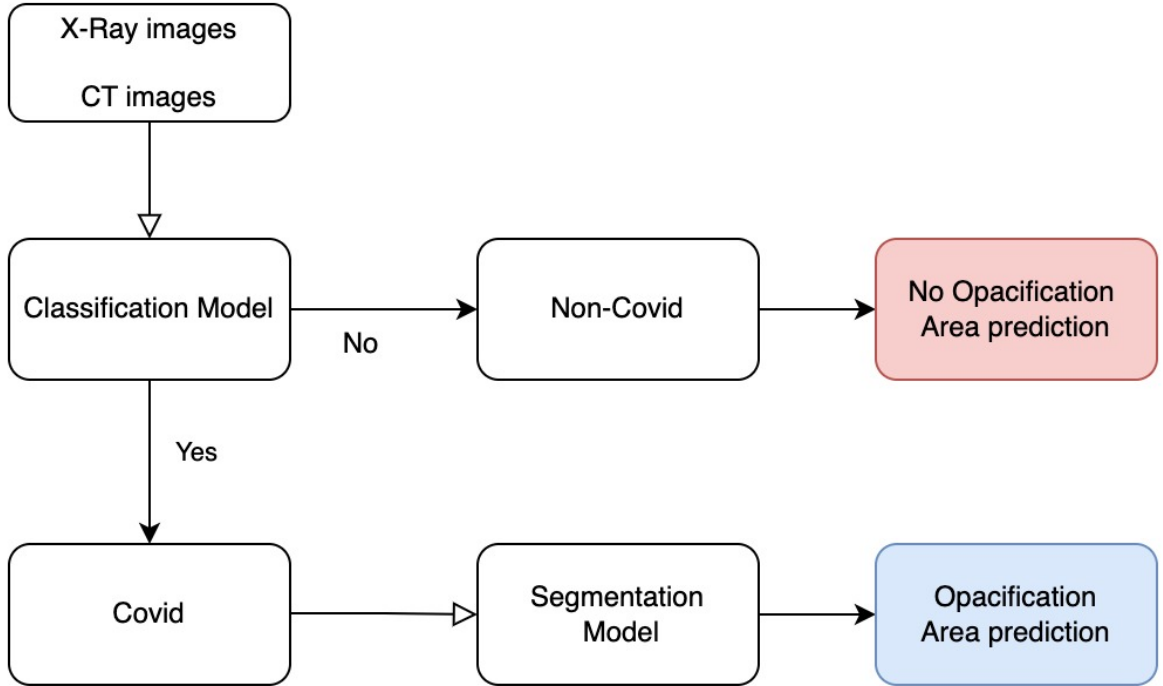 X-Ray images
CT images
Classification Model
No
Non-Covid
No Opacification
Area prediction
Yes
Covid
Segmentation
Model
Opacification
Area prediction